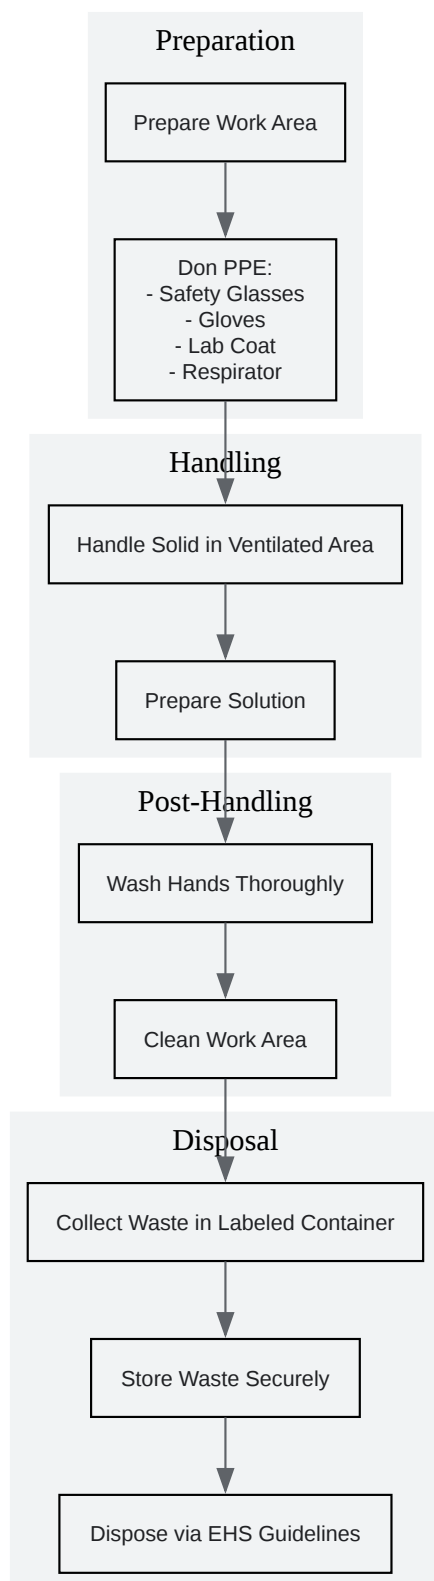 Preparation
Prepare Work Area
Don PPE:
- Safety Glasses
- Gloves
- Lab Coat
- Respirator
Handling
Handle Solid in Ventilated Area
Prepare Solution
Post-Handling
Wash Hands Thoroughly
Clean Work Area
Disposal
Collect Waste in Labeled Container
Store Waste Securely
Dispose via EHS Guidelines